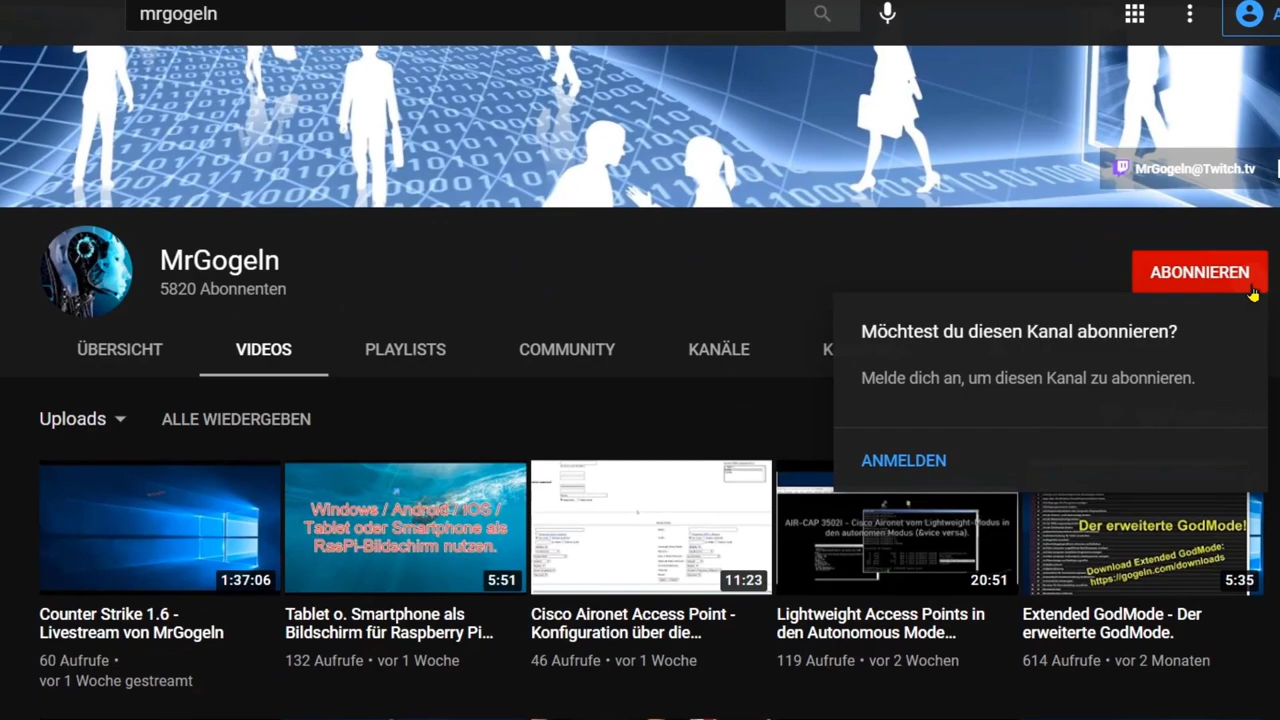 mrgogeln
MrGogeln@Twitch.tv
MrGogeln
5820 Abonnenten
ABONNIEREN
Möchtest du diesen Kanal abonnieren?
Melde dich an, um diesen Kanal zu abonnieren.
ANMELDEN
ÜBERSICHT VIDEOS PLAYLISTS COMMUNITY KANÄLE K
Uploads ALLE WIEDERGEBEN
1:37:06
Windows / Android / IOS /
Tablet oder Smartphone als
RasPi-Bildschirm nutzen.
5:51
11:23
AIR-CAP 3502I - Cisco Aironet vom Lightweight-Modus in
den autonomen Modus (&vice versa).
20:51
Der erweiterte GodMode!
Download Extended GodMode:
https://gogeln.com/downloads
5:35
Counter Strike 1.6 -
Livestream von MrGogeln
60 Aufrufe •
vor 1 Woche gestreamt
Tablet o. Smartphone als
Bildschirm für Raspberry Pi...
132 Aufrufe • vor 1 Woche
Cisco Aironet Access Point -
Konfiguration über die...
46 Aufrufe • vor 1 Woche
Lightweight Access Points in
den Autonomous Mode...
119 Aufrufe • vor 2 Wochen
Extended GodMode - Der
erweiterte GodMode.
614 Aufrufe • vor 2 Monaten